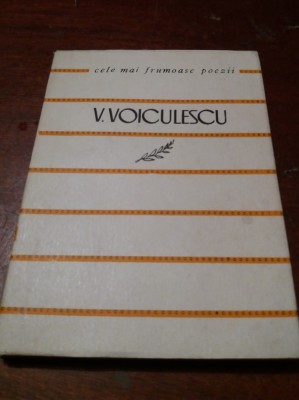 cele mai frumoase poezii
V. VOICULESCU